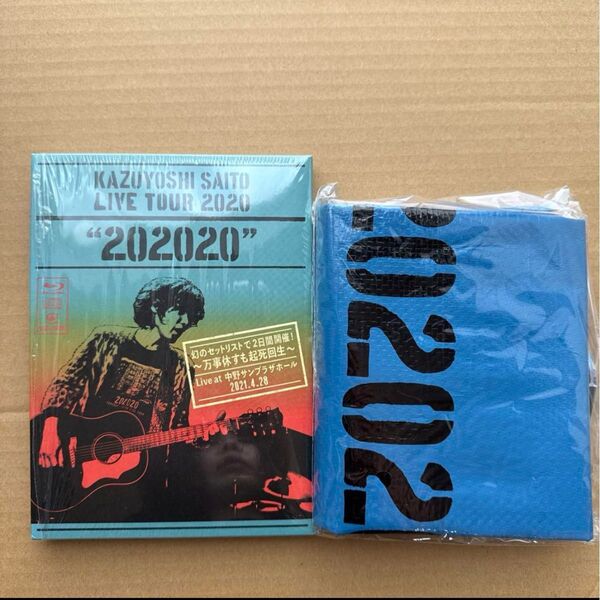 KAZUYOSHI SAITO
LIVE TOUR 2020
“202020”
幻のセットリストで2日間開催!
～万事休すも起死回生～
Live at 中野サンプラザホール
2021.4.28
202020
20202